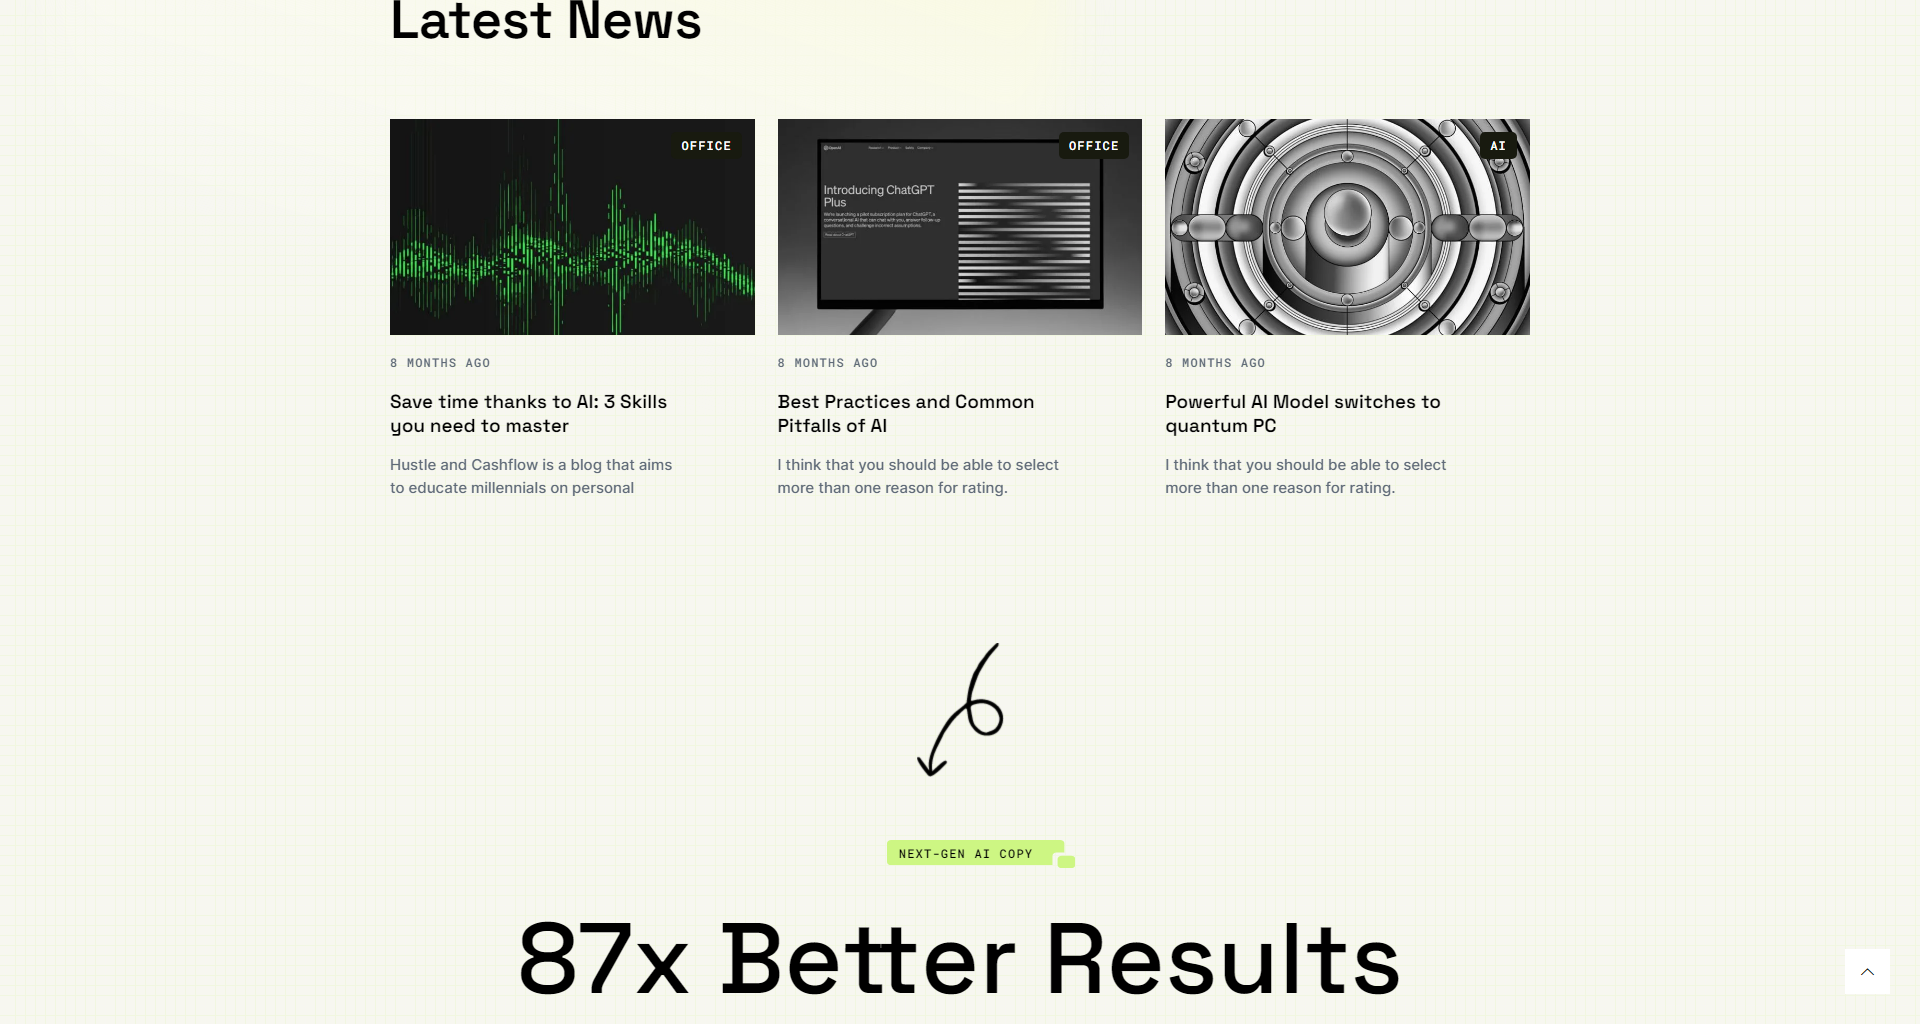 Latest News
OFFICE
Introducing ChatGPT
Plus
OFFICE
AI
8 MONTHS AGO
Save time thanks to AI: 3 Skills
you need to master
Hustle and Cashflow is a blog that aims
to educate millennials on personal
8 MONTHS AGO
Best Practices and Common
Pitfalls of AI
I think that you should be able to select
more than one reason for rating.
8 MONTHS AGO
Powerful AI Model switches to
quantum PC
I think that you should be able to select
more than one reason for rating.
NEXT-GEN AI COPY
87x Better Results